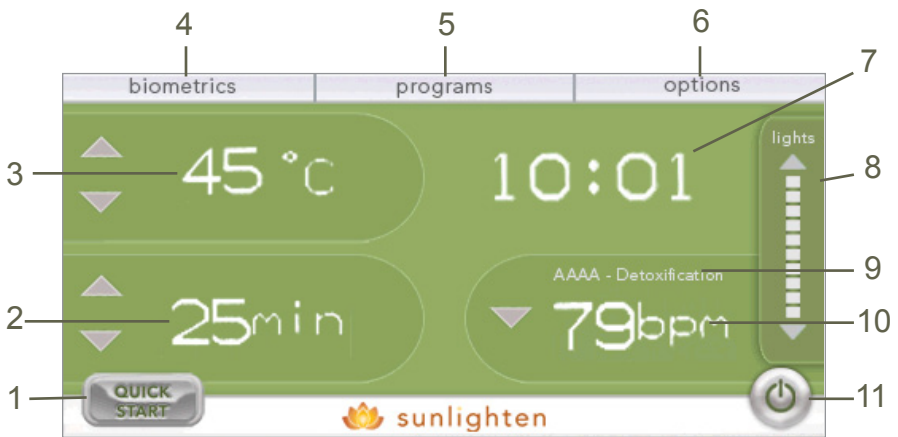 4 5 6
7
biometrics programs options
lights
3 45 °C 10:01 8
AAAA - Detoxification 9
2 25min 79bpm 10
1 QUICK START sunlighten 11